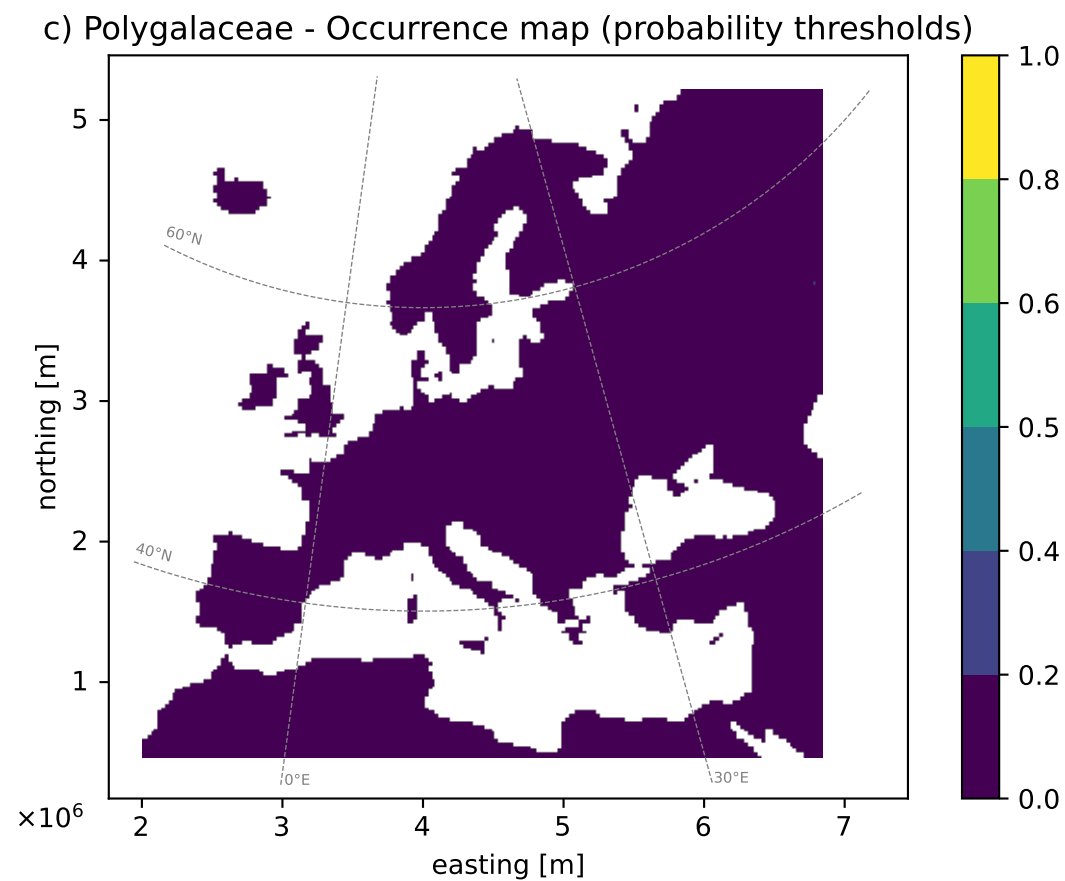 c) Polygalaceae - Occurrence map (probability thresholds)
northing [m]
5
4
3
2
1
60°N
40°N
0°E
30°E
×10⁶
2 3 4 5 6 7
easting [m]
1.0
0.8
0.6
0.5
0.4
0.2
0.0